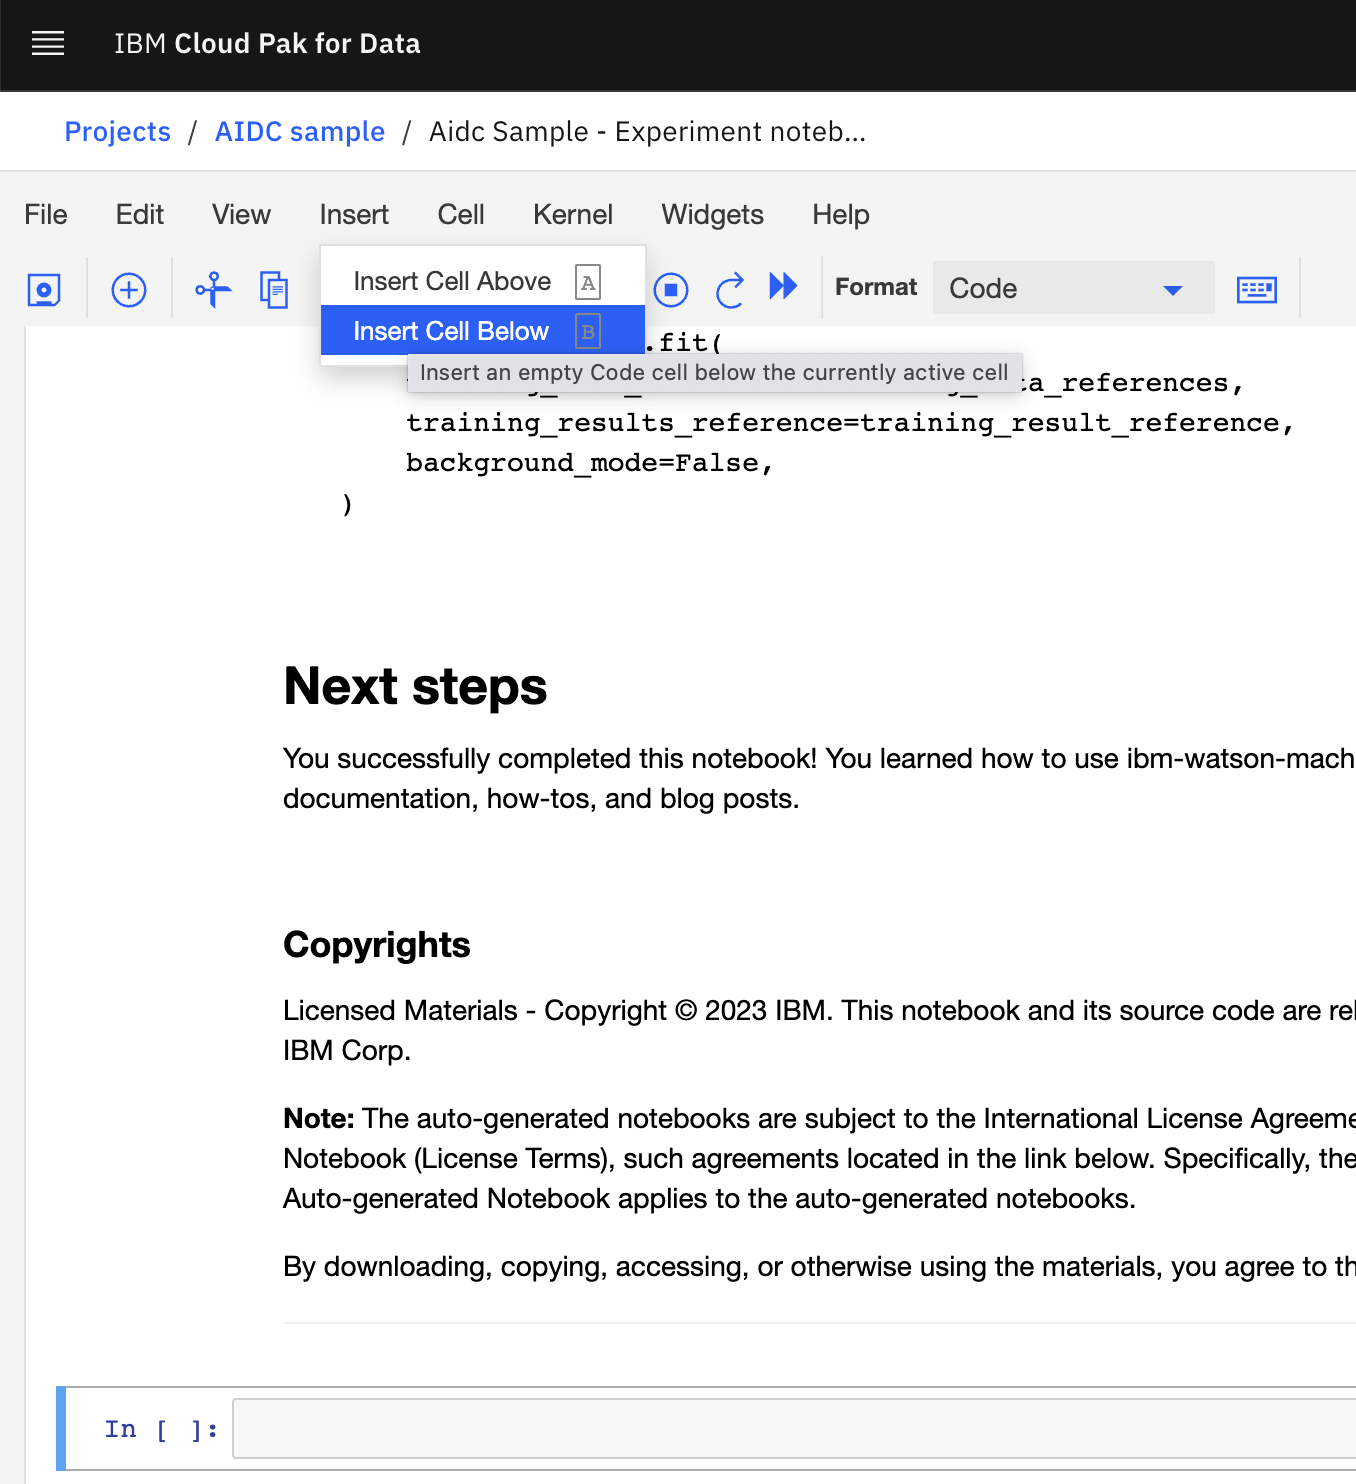 IBM Cloud Pak for Data
Projects / AIDC sample / Aidc Sample - Experiment noteb...
File Edit View Insert Cell Kernel Widgets Help
Insert Cell Above A
Format Code
Insert Cell Below B
.fit(
Insert an empty Code cell below the currently active cell
ta_references,
training_results_reference=training_result_reference,
background_mode=False,
)
Next steps
You successfully completed this notebook! You learned how to use ibm-watson-mach
documentation, how-tos, and blog posts.
Copyrights
Licensed Materials - Copyright © 2023 IBM. This notebook and its source code are rel
IBM Corp.
Note: The auto-generated notebooks are subject to the International License Agreeme
Notebook (License Terms), such agreements located in the link below. Specifically, the
Auto-generated Notebook applies to the auto-generated notebooks.
By downloading, copying, accessing, or otherwise using the materials, you agree to th
In [ ]: